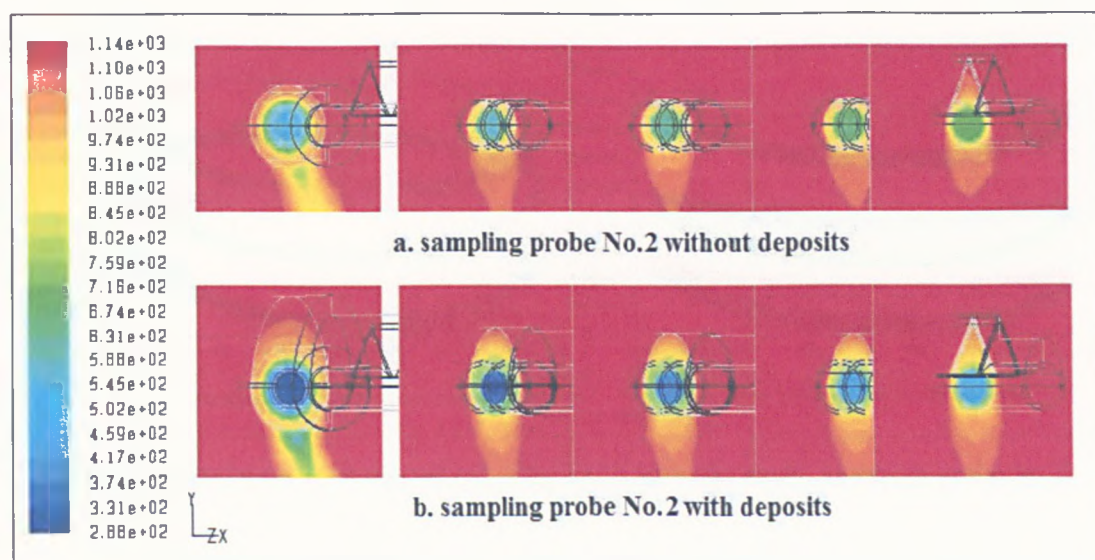 1.14e+03
1.10e+03
1.06e+03
1.02e+03
9.74e+02
9.31e+02
8.88e+02
8.45e+02
8.02e+02
7.59e+02
7.16e+02
6.74e+02
6.31e+02
5.88e+02
5.45e+02
5.02e+02
4.59e+02
4.17e+02
3.74e+02
3.31e+02
2.88e+02
a. sampling probe No.2 without deposits
Y
ZX
b. sampling probe No.2 with deposits